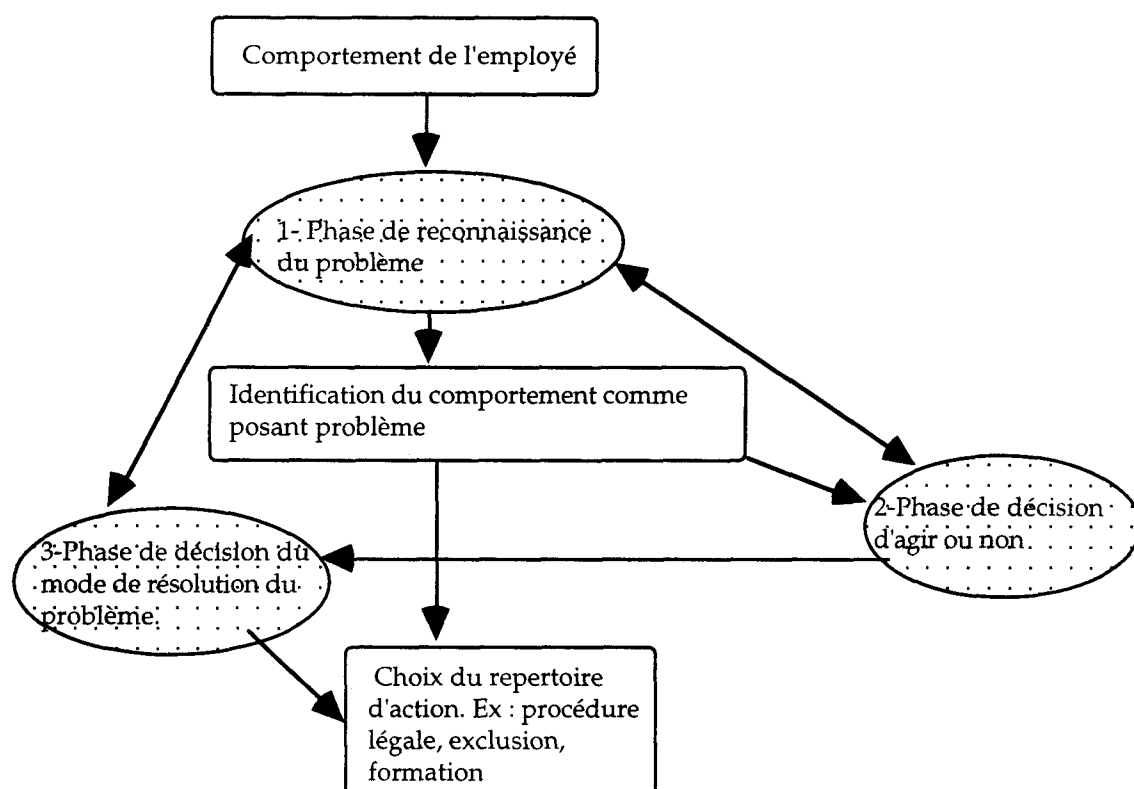 Comportement de l'employé
1- Phase de reconnaissance
du problème
Identification du comportement comme
posant problème
2-Phase de décision
d'agir ou non
3-Phase de décision du
mode de résolution du
problème.
Choix du repertoire
d'action. Ex : procédure
légale, exclusion,
formation